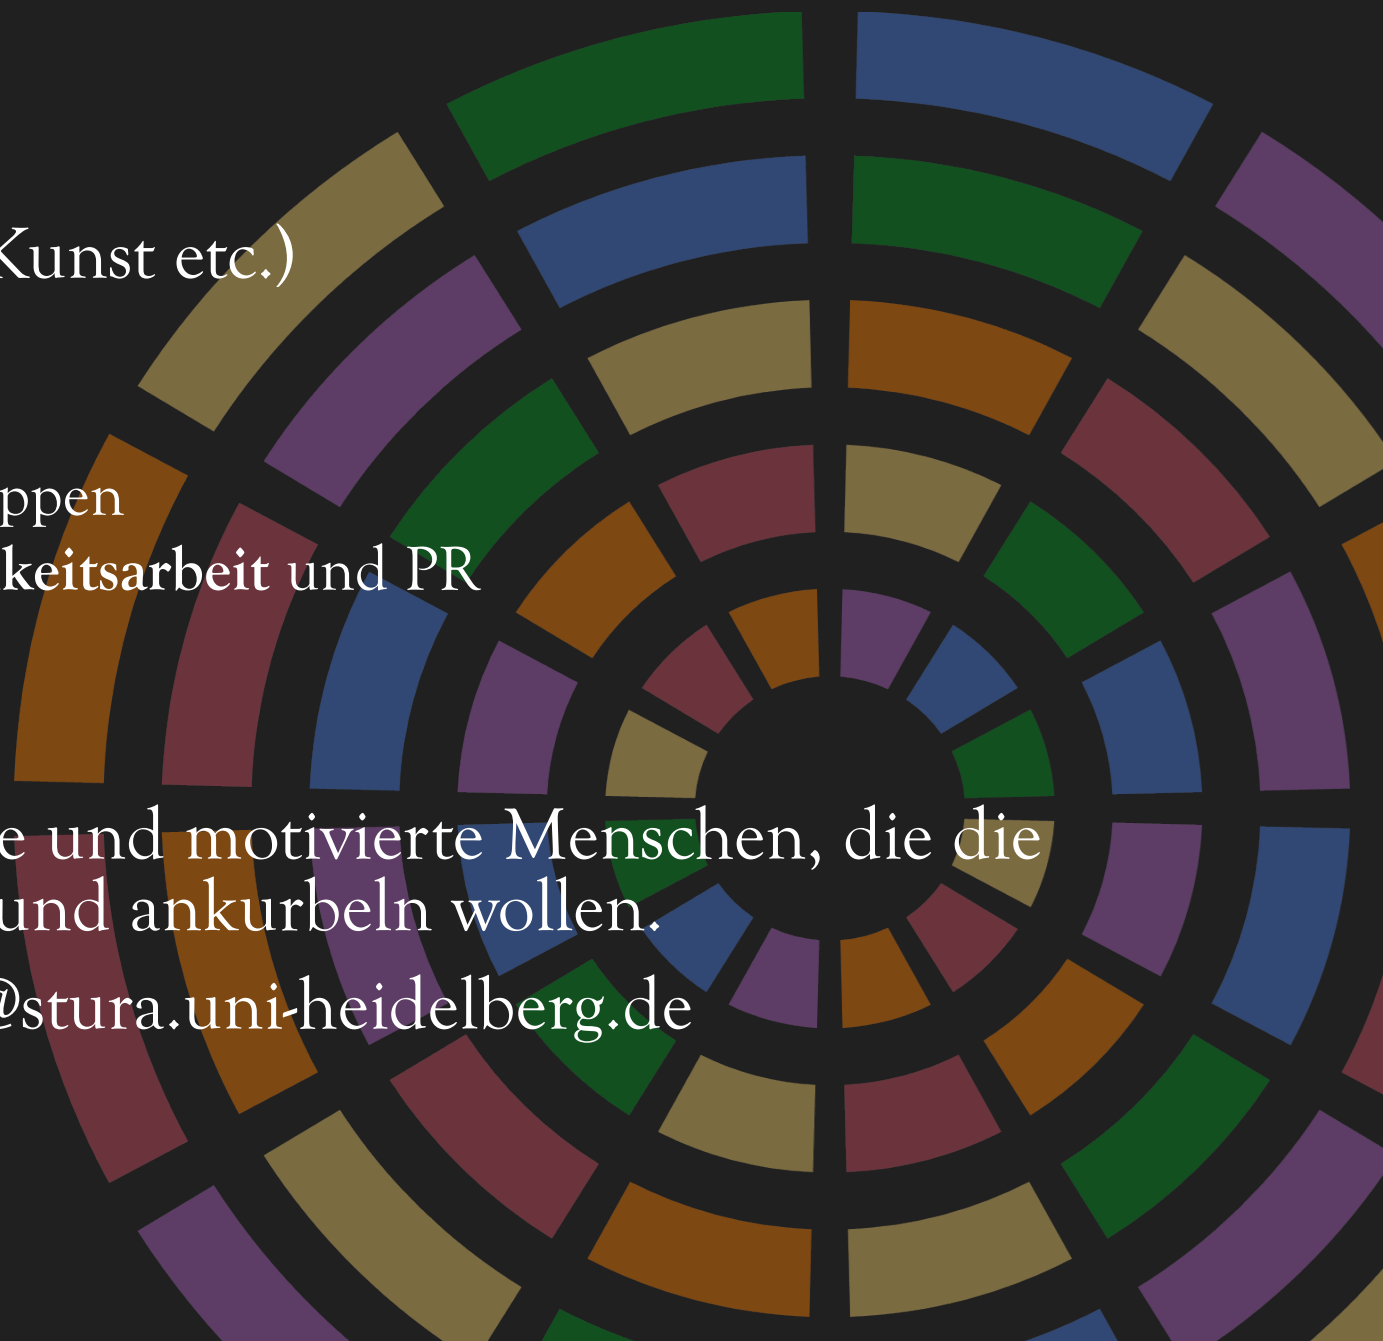 Kunst etc.)
ppen
keitsarbeit und PR
e und motivierte Menschen, die die
und ankurbeln wollen.
@stura.uni-heidelberg.de